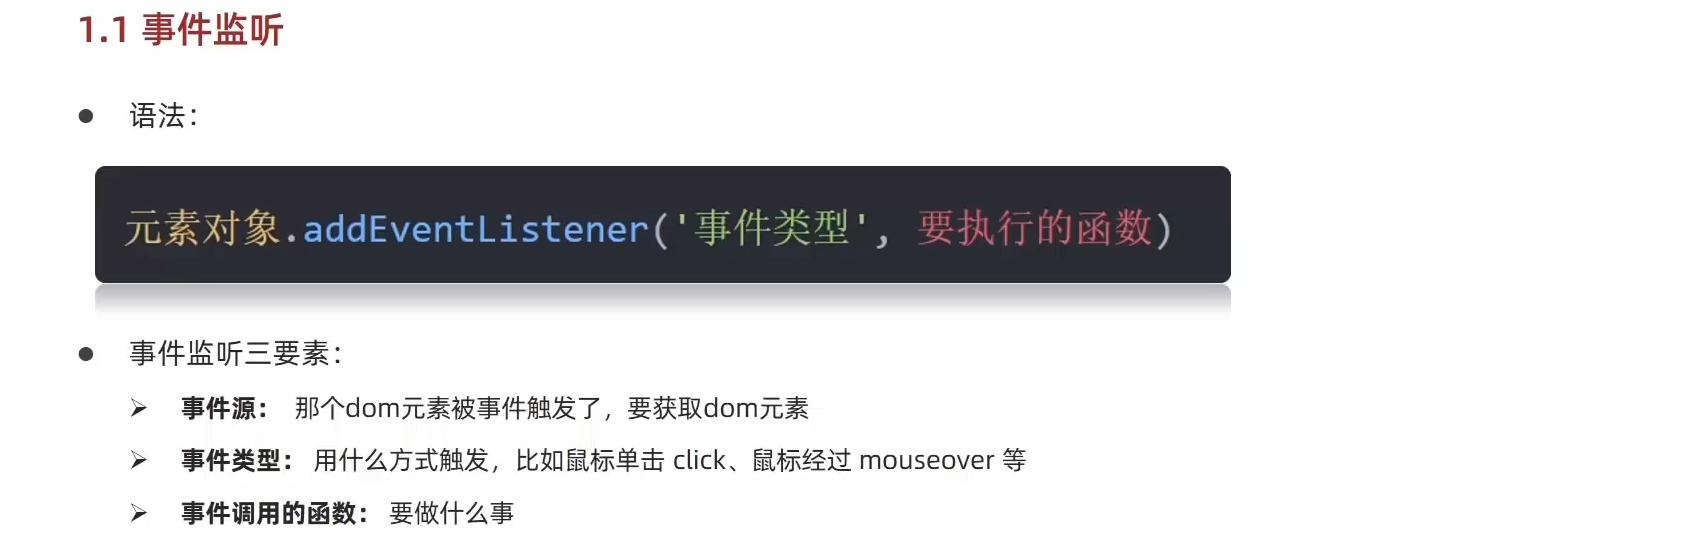 1.1 事件监听
● 语法：
元素对象.addEventListener('事件类型', 要执行的函数)
● 事件监听三要素：
➢ 事件源： 那个dom元素被事件触发了，要获取dom元素
➢ 事件类型： 用什么方式触发，比如鼠标单击 click、鼠标经过 mouseover 等
➢ 事件调用的函数： 要做什么事